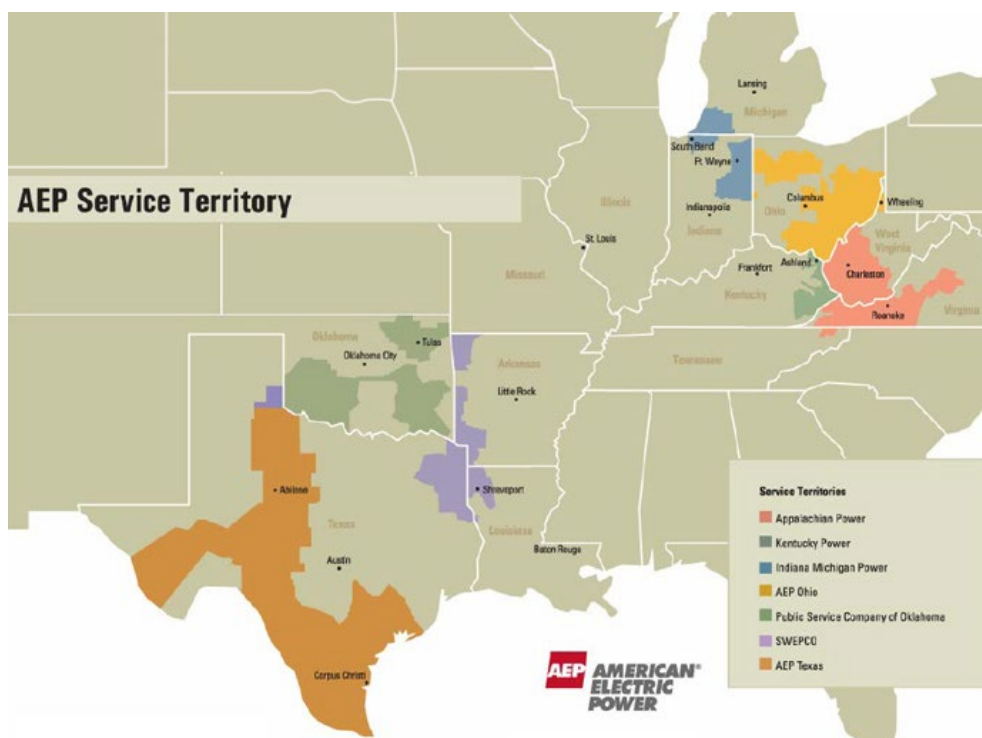 AEP Service Territory
Lansing
Michigan
South Bend
Ft. Wayne
Illinois
Indianapolis
Indiana
Ohio
Columbus
Wheeling
West
Virginia
St. Louis
Missouri
Frankfort
Kentucky
Ashland
Charleston
Roanoke
Virginia
Oklahoma
Tulsa
Oklahoma City
Arkansas
Little Rock
Tennessee
Abilene
Texas
Austin
Shreveport
Louisiana
Baton Rouge
Corpus Christi
Service Territories
Appalachian Power
Kentucky Power
Indiana Michigan Power
AEP Ohio
Public Service Company of Oklahoma
SWEPCO
AEP Texas
AEP
AMERICAN®
ELECTRIC
POWER